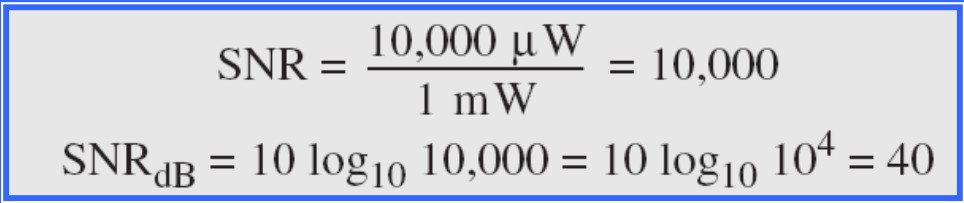 SNR = 10,000 μW / 1 mW = 10,000
SNR_dB = 10 log_10 10,000 = 10 log_10 10^4 = 40